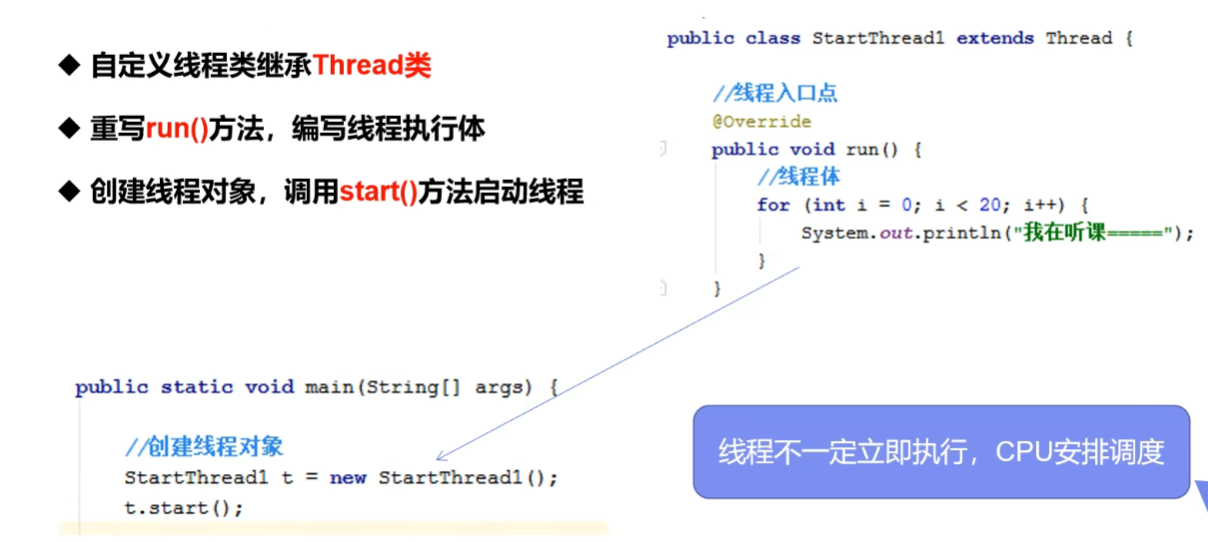 ◆ 自定义线程类继承Thread类
◆ 重写run()方法，编写线程执行体
◆ 创建线程对象，调用start()方法启动线程
public class StartThread1 extends Thread {
//线程入口点
@Override
public void run() {
//线程体
for (int i = 0; i < 20; i++) {
System.out.println("我在听课=====");
}
}
public static void main(String[] args) {
//创建线程对象
StartThread1 t = new StartThread1();
t.start();
线程不一定立即执行，CPU安排调度